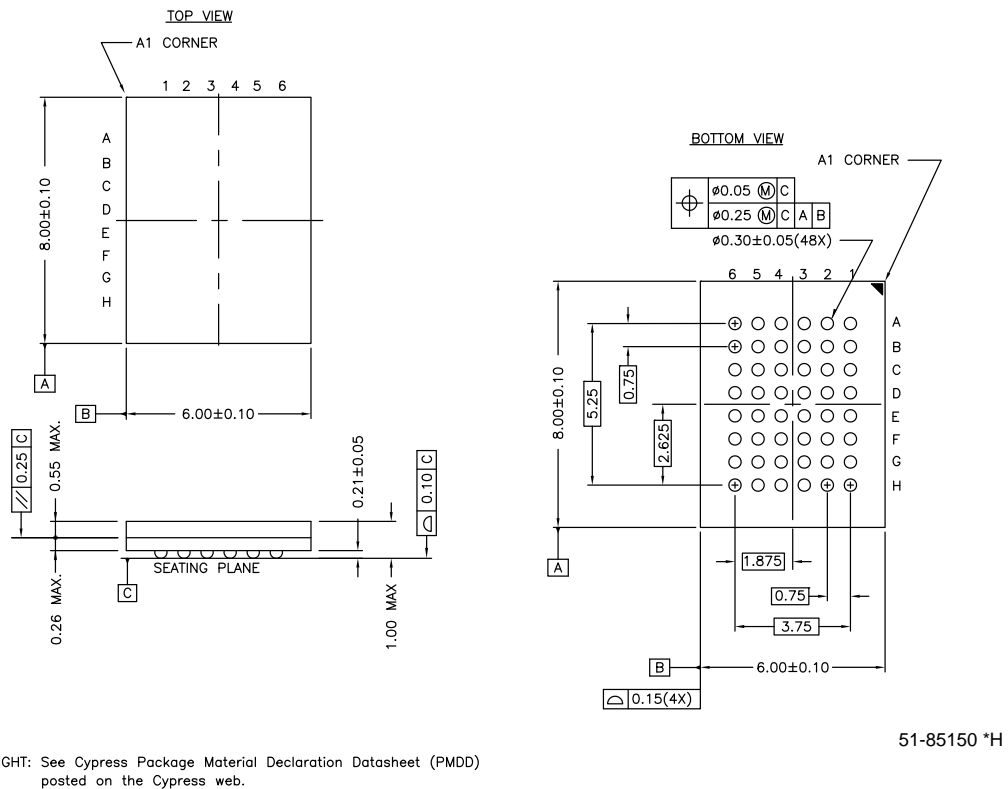 TOP VIEW
A1 CORNER
1 2 3 4 5 6
A
B
C
D
E
F
G
H
8.00±0.10
A
B
6.00±0.10
// 0.25 C
0.55 MAX.
0.21±0.05
0.10 C
SEATING PLANE
C
0.26 MAX.
1.00 MAX
BOTTOM VIEW
A1 CORNER
ø0.05 M C
ø0.25 M C A B
ø0.30±0.05(48X)
6 5 4 3 2 1
A
B
C
D
E
F
G
H
8.00±0.10
5.25
0.75
2.625
A
1.875
0.75
3.75
B
6.00±0.10
0.15(4X)
51-85150 *H
GHT: See Cypress Package Material Declaration Datasheet (PMDD)
posted on the Cypress web.